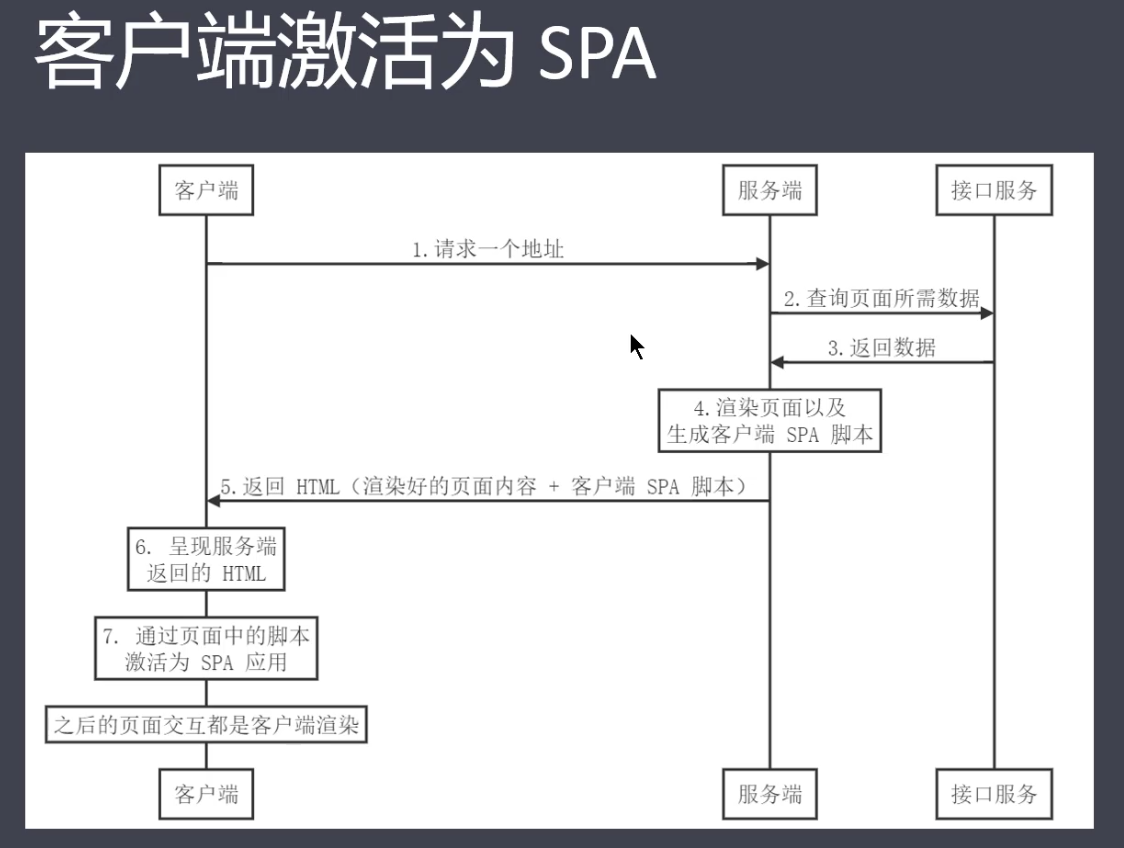 客户端激活为 SPA
客户端
服务端
接口服务
1.请求一个地址
2.查询页面所需数据
3.返回数据
4.渲染页面以及
生成客户端 SPA 脚本
5.返回 HTML（渲染好的页面内容 + 客户端 SPA 脚本）
6. 呈现服务端
返回的 HTML
7. 通过页面中的脚本
激活为 SPA 应用
之后的页面交互都是客户端渲染
客户端
服务端
接口服务